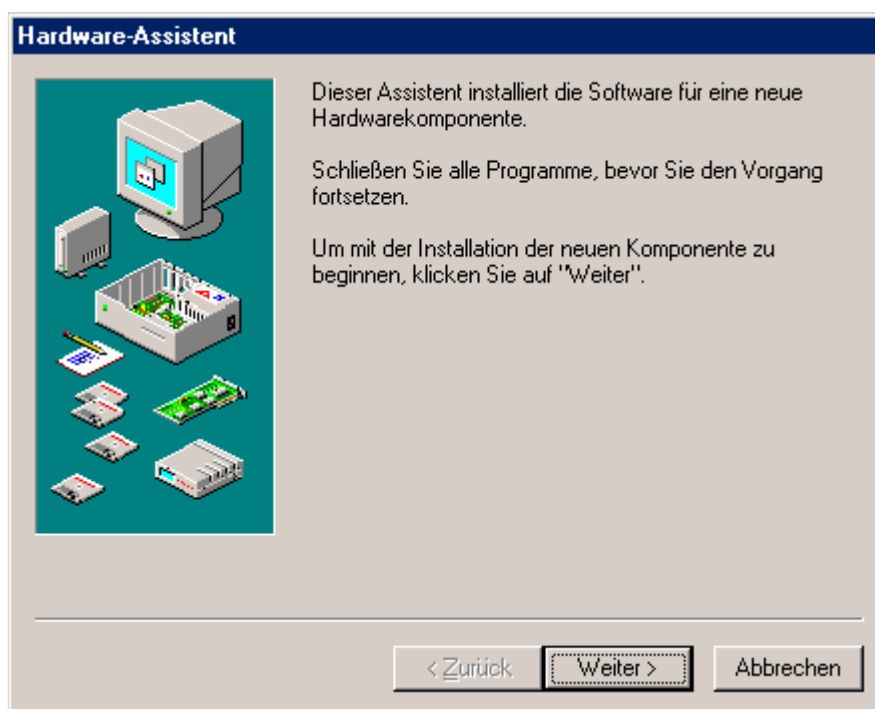 Hardware-Assistent
Dieser Assistent installiert die Software für eine neue
Hardwarekomponente.
Schließen Sie alle Programme, bevor Sie den Vorgang
fortsetzen.
Um mit der Installation der neuen Komponente zu
beginnen, klicken Sie auf "Weiter".
< Zurück
Weiter >
Abbrechen